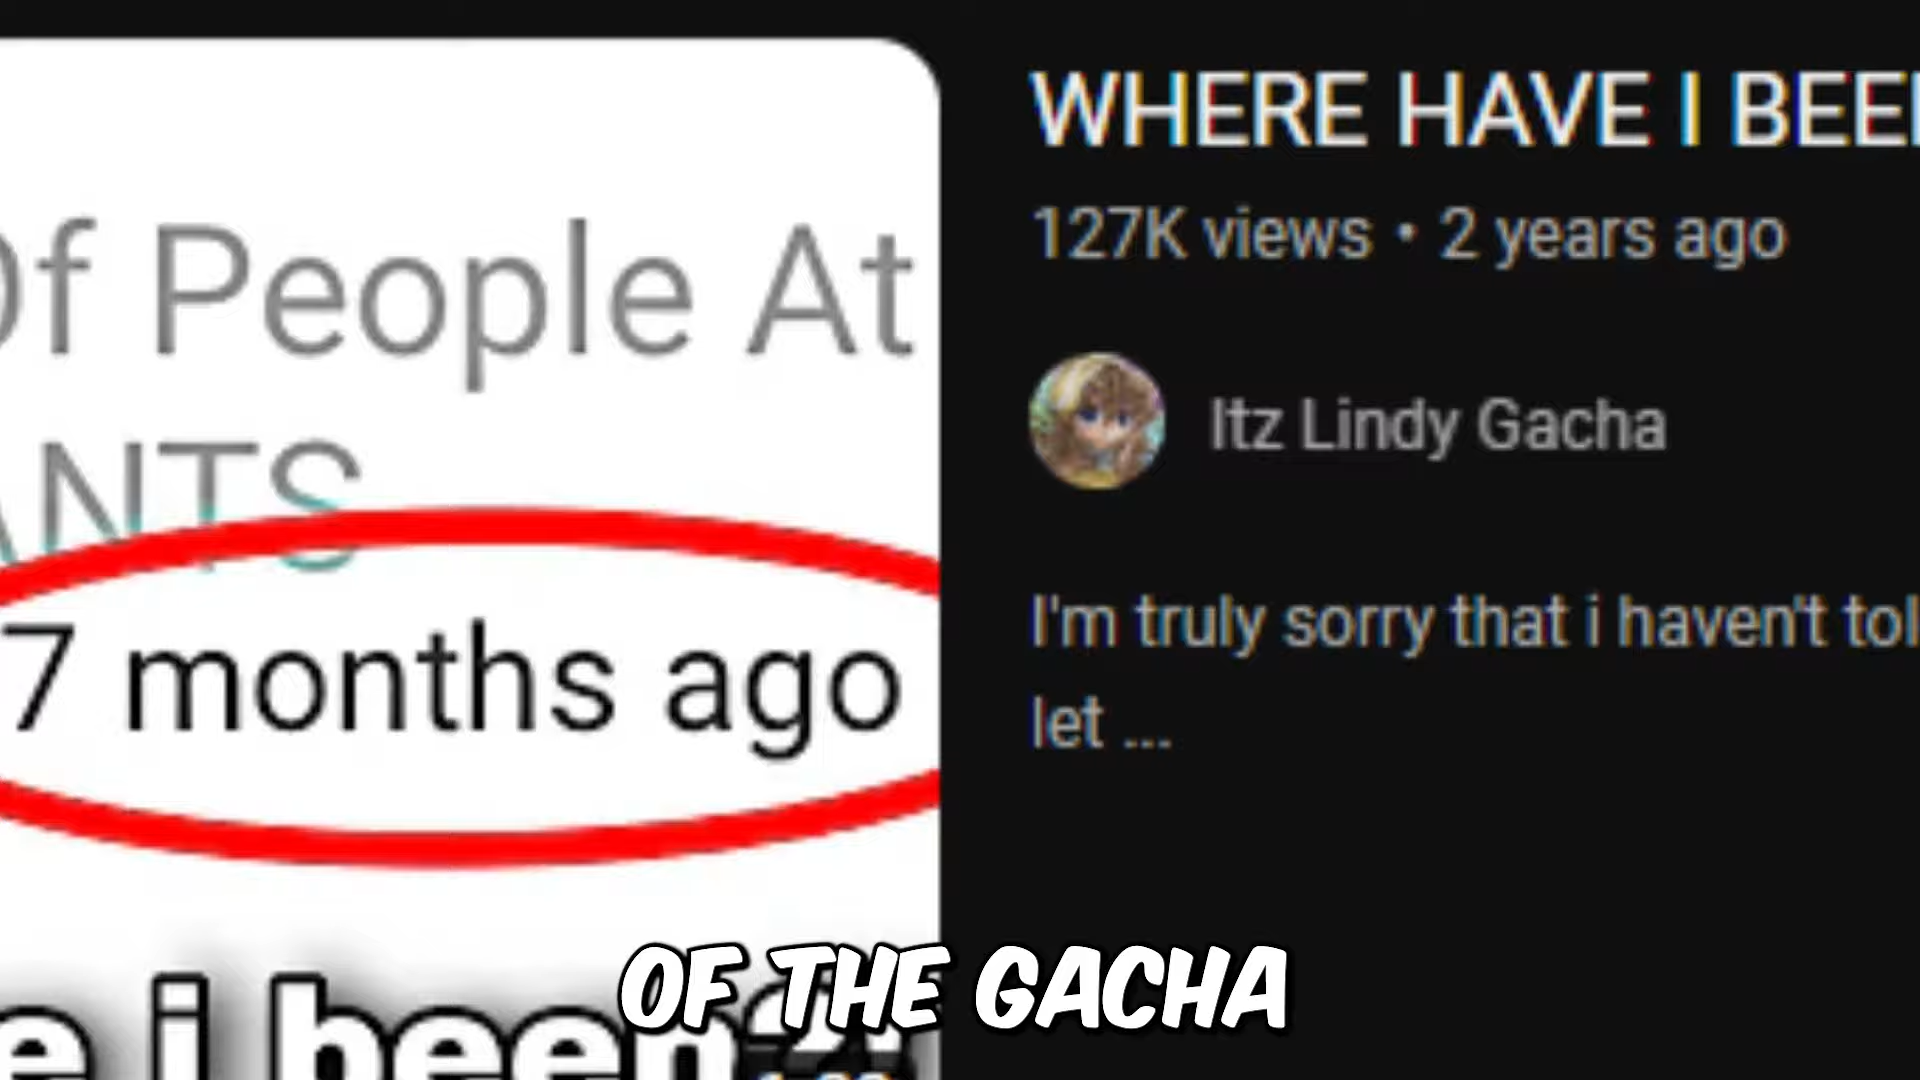 Of People At
ANTS
7 months ago
e i been?!
WHERE HAVE I BEE
127K views • 2 years ago
Itz Lindy Gacha
I'm truly sorry that i haven't tol
let ...
OF THE GACHA